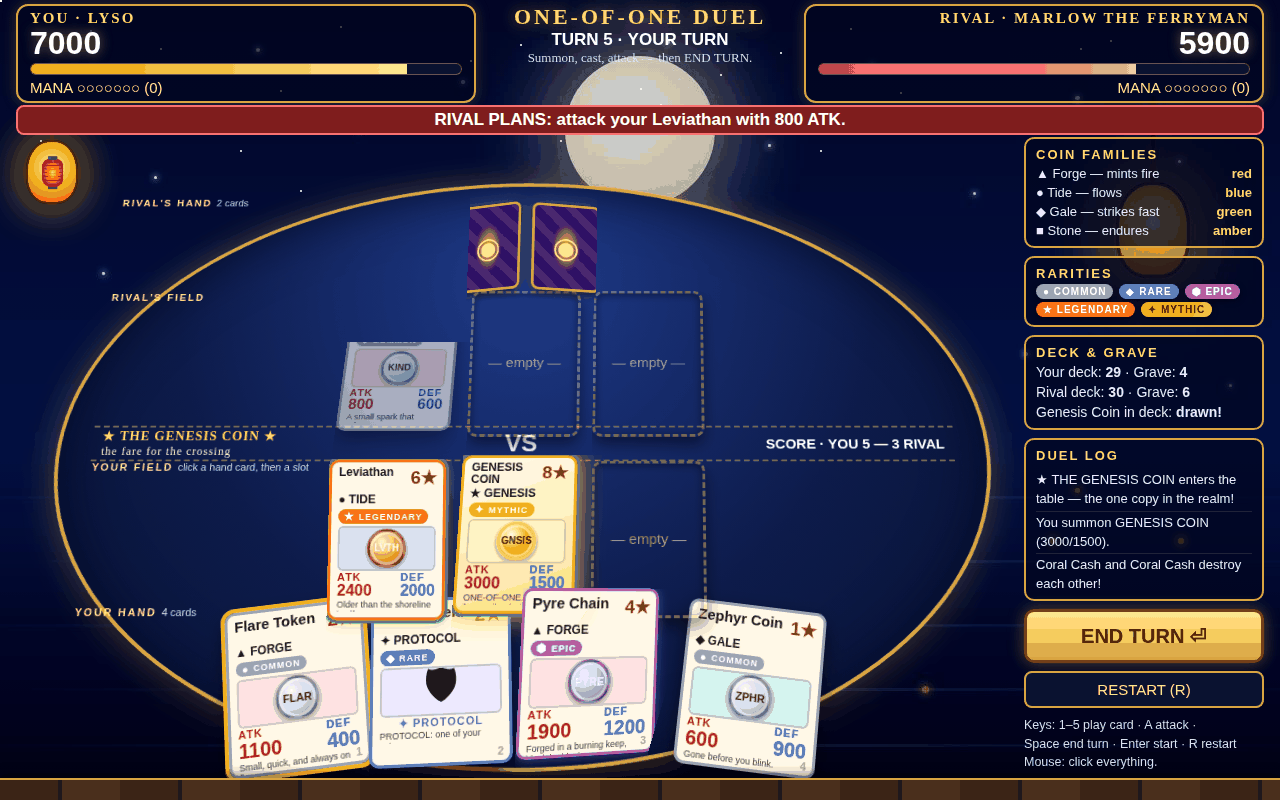 YOU · LYSO
7000
MANA ○○○○○○○ (0)
ONE-OF-ONE DUEL
TURN 5 · YOUR TURN
Summon, cast, attack — then END TURN.
RIVAL · MARLOW THE FERRYMAN
5900
MANA ○○○○○○○ (0)
RIVAL PLANS: attack your Leviathan with 800 ATK.
RIVAL'S HAND 2 cards
RIVAL'S FIELD
KIND
ATK DEF
800 600
A small spark that
— empty —
— empty —
★ THE GENESIS COIN ★
the fare for the crossing
VS
SCORE · YOU 5 — 3 RIVAL
YOUR FIELD click a hand card, then a slot
Leviathan 6★
● TIDE
★ LEGENDARY
LVTH
ATK DEF
2400 2000
Older than the shoreline
GENESIS COIN 8★
★ GENESIS
✦ MYTHIC
GNSIS
ATK DEF
3000 1500
ONE-OF-ONE
— empty —
YOUR HAND 4 cards
Flare Token
▲ FORGE
● COMMON
FLAR
ATK DEF
1100 400
Small, quick, and always on
1
✦ PROTOCOL
◆ RARE
✦ PROTOCOL
PROTOCOL: one of your
2
Pyre Chain 4★
▲ FORGE
⬢ EPIC
PYRE
ATK DEF
1900 1200
Forged in a burning keep,
3
Zephyr Coin 1★
◆ GALE
● COMMON
ZPHR
ATK DEF
600 900
Gone before you blink.
4
COIN FAMILIES
▲ Forge — mints fire red
● Tide — flows blue
◆ Gale — strikes fast green
■ Stone — endures amber
RARITIES
● COMMON ◆ RARE ⬢ EPIC
★ LEGENDARY ✦ MYTHIC
DECK & GRAVE
Your deck: 29 · Grave: 4
Rival deck: 30 · Grave: 6
Genesis Coin in deck: drawn!
DUEL LOG
★ THE GENESIS COIN enters the
table — the one copy in the realm!
You summon GENESIS COIN
(3000/1500).
Coral Cash and Coral Cash destroy
each other!
END TURN ⏎
RESTART (R)
Keys: 1–5 play card · A attack ·
Space end turn · Enter start · R restart
Mouse: click everything.